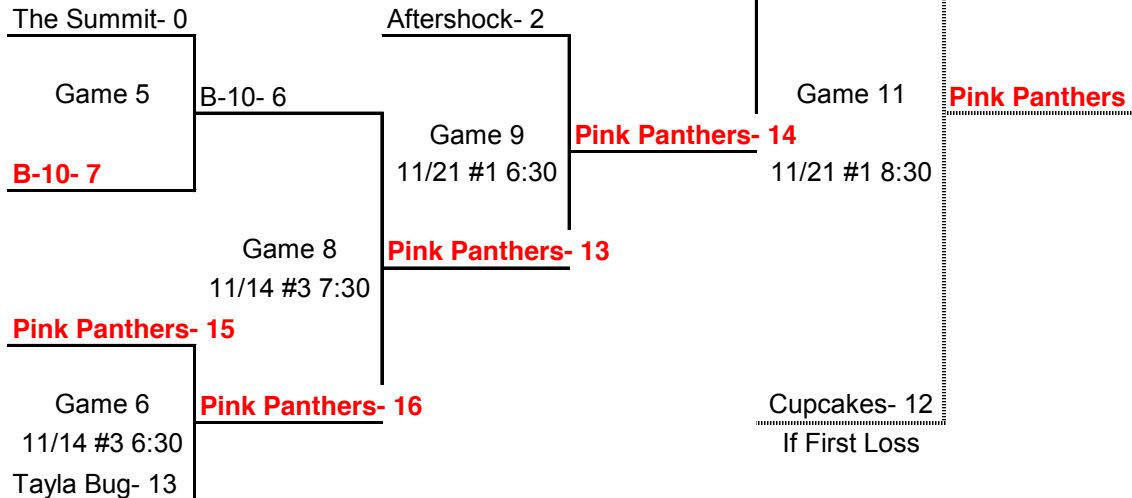 The Summit- 0
Aftershock- 2
Game 5
B-10- 6
Game 11
Pink Panthers
Game 9
Pink Panthers- 14
B-10- 7
11/21 #1 6:30
11/21 #1 8:30
Game 8
Pink Panthers- 13
11/14 #3 7:30
Pink Panthers- 15
Game 6
Pink Panthers- 16
Cupcakes- 12
11/14 #3 6:30
If First Loss
Tayla Bug- 13